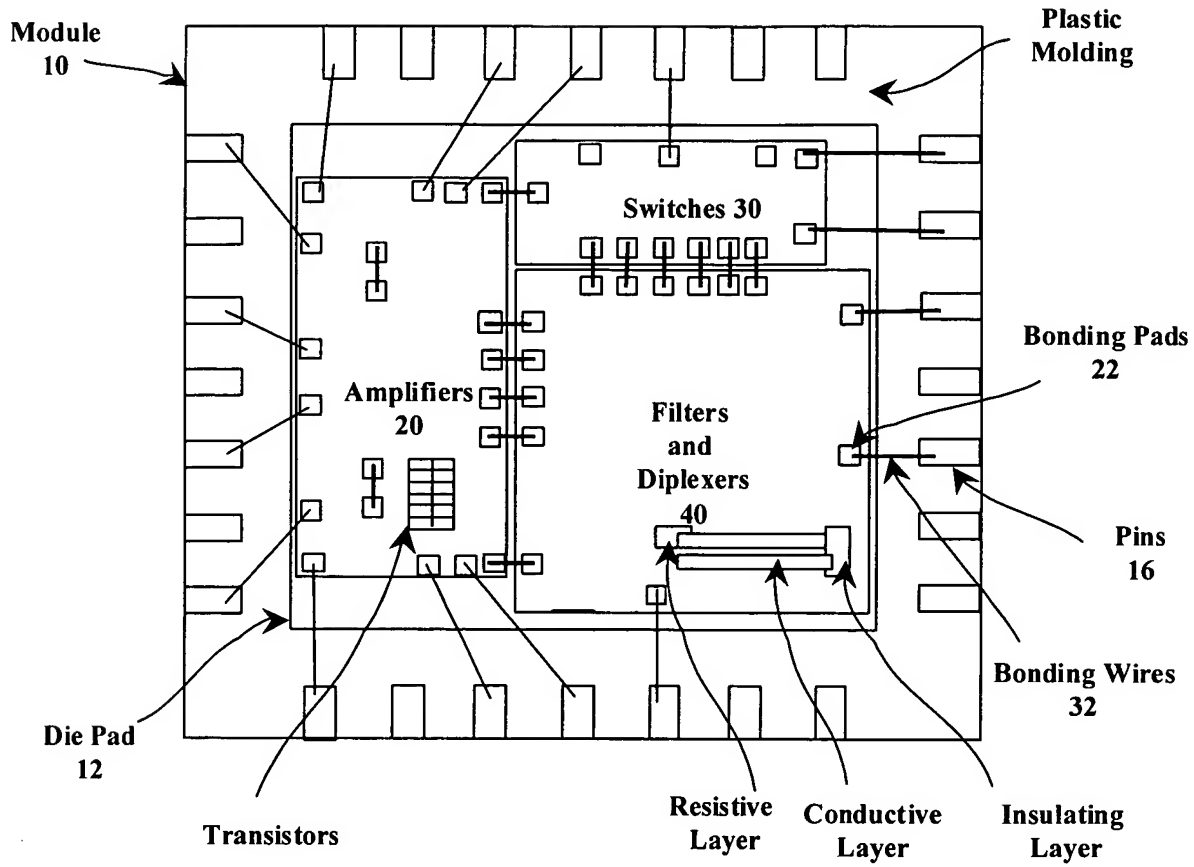 Module
10
Plastic
Molding
Switches 30
Bonding Pads
22
Amplifiers
20
Filters
and
Diplexers
40
Pins
16
Bonding Wires
32
Die Pad
12
Transistors
Resistive
Layer
Conductive
Layer
Insulating
Layer